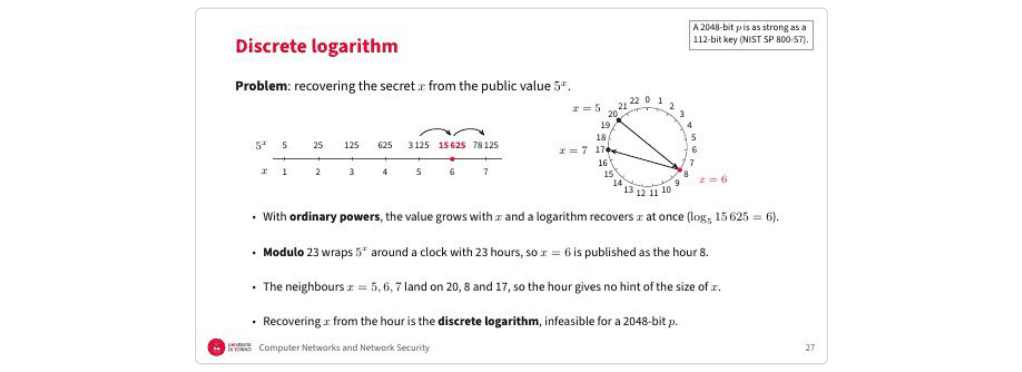 A 2048-bit p is as strong as a
112-bit key (NIST SP 800-57).
Discrete logarithm
Problem: recovering the secret x from the public value 5^x.
5^x 5 25 125 625 3 125 15 625 78 125
x 1 2 3 4 5 6 7
x = 5
x = 7
x = 6
0 1 2 3 4 5 6 7 8 9 10 11 12 13 14 15 16 17 18 19 20 21 22
• With ordinary powers, the value grows with x and a logarithm recovers x at once (log₅ 15 625 = 6).
• Modulo 23 wraps 5^x around a clock with 23 hours, so x = 6 is published as the hour 8.
• The neighbours x = 5, 6, 7 land on 20, 8 and 17, so the hour gives no hint of the size of x.
• Recovering x from the hour is the discrete logarithm, infeasible for a 2048-bit p.
UNIVERSITÀ
DI TORINO
Computer Networks and Network Security
27